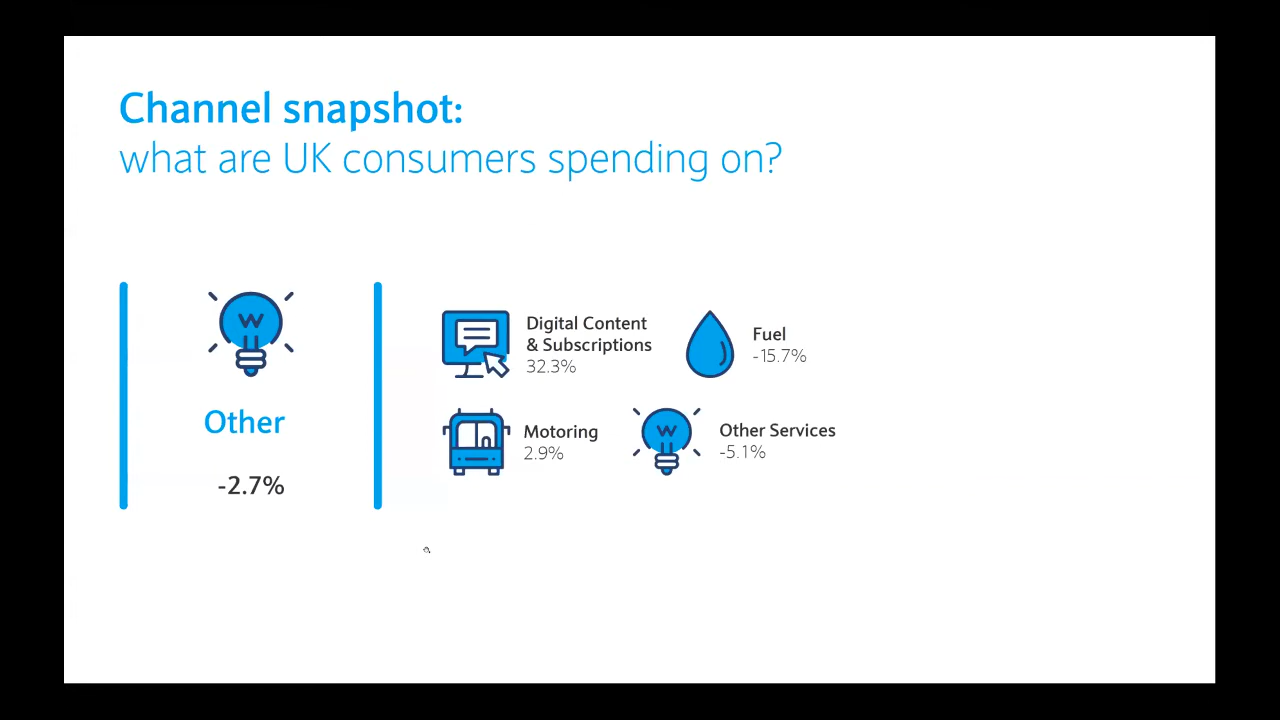 Channel snapshot:
what are UK consumers spending on?
Other
-2.7%
Digital Content
& Subscriptions
32.3%
Fuel
-15.7%
Motoring
2.9%
Other Services
-5.1%